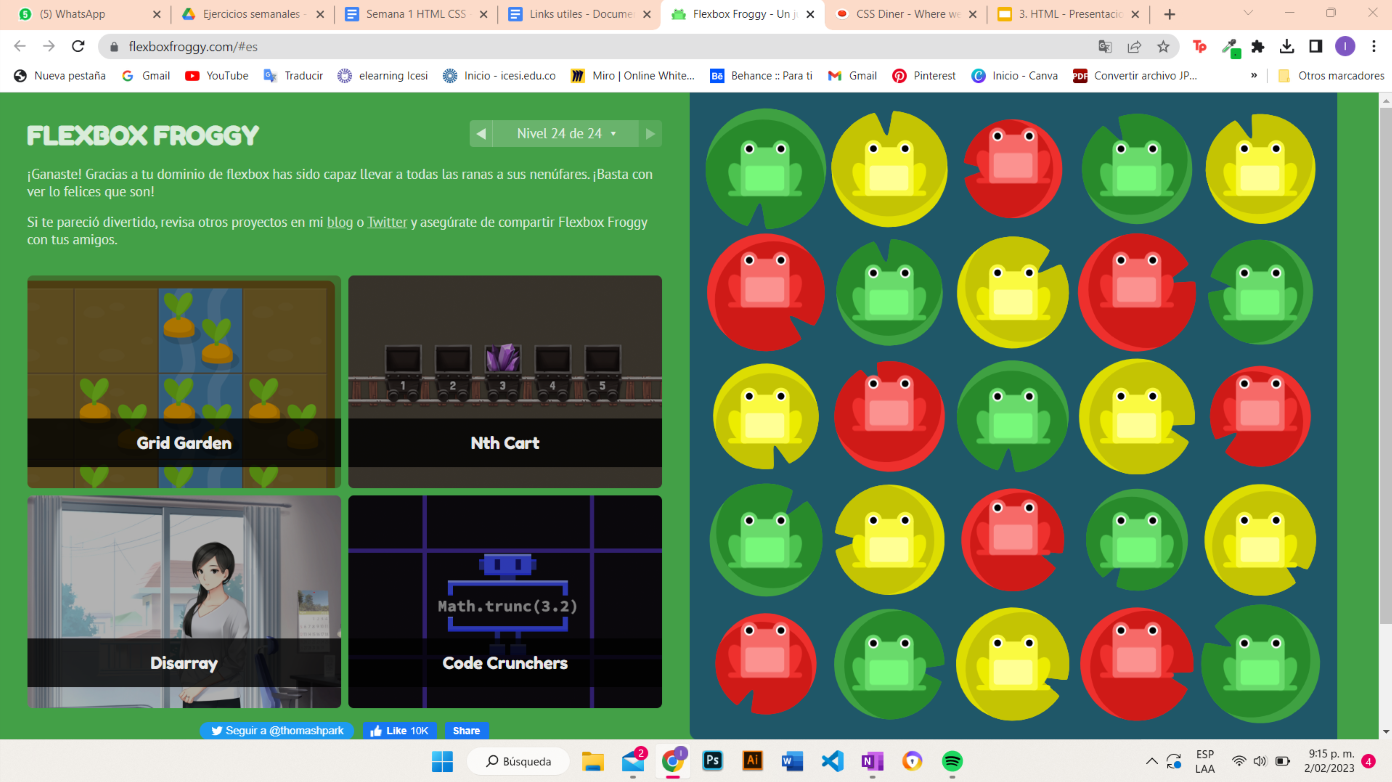 (5) WhatsApp
Ejercicios semanales -
Semana 1 HTML CSS
Links utiles - Docume
Flexbox Froggy - Un j
CSS Diner - Where we
3. HTML - Presentació
flexboxfroggy.com/#es
Nueva pestaña
Gmail
YouTube
Traducir
elearning Icesi
Inicio - icesi.edu.co
Miro | Online White...
Behance :: Para ti
Gmail
Pinterest
Inicio - Canva
Convertir archivo JP...
»
Otros marcadores
FLEXBOX FROGGY
Nivel 24 de 24
¡Ganaste! Gracias a tu dominio de flexbox has sido capaz llevar a todas las ranas a sus nenúfares. ¡Basta con
ver lo felices que son!
Si te pareció divertido, revisa otros proyectos en mi blog o Twitter y asegúrate de compartir Flexbox Froggy
con tus amigos.
1 2 3 4 5
Grid Garden
Nth Cart
Math.trunc(3.2)
Disarray
Code Crunchers
Seguir a @thomashpark
Like 10K
Share
Búsqueda
2
Ps
Ai
ESP
LAA
9:15 p. m.
2/02/2023
4